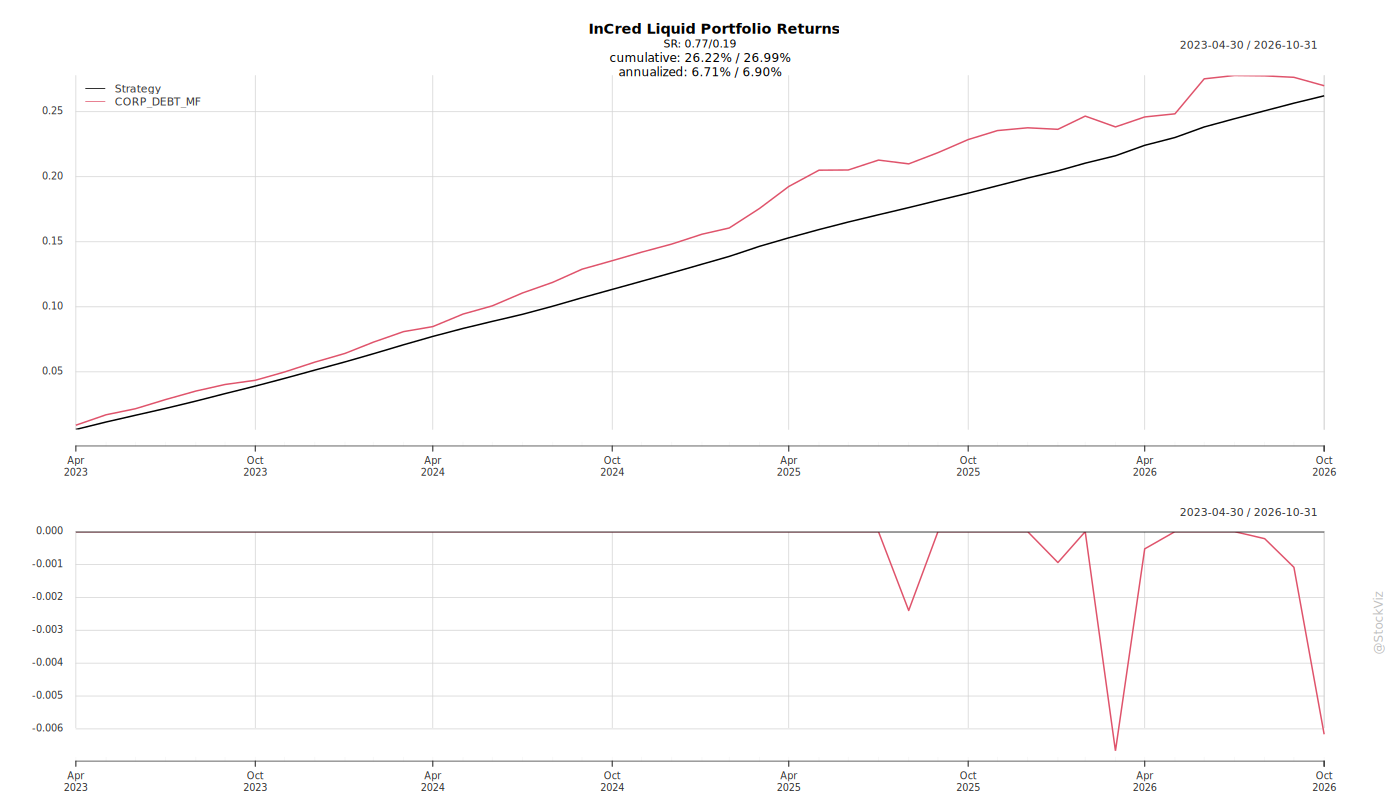 InCred Liquid Portfolio Returns
SR: 0.77/0.19
cumulative: 26.22% / 26.99%
annualized: 6.71% / 6.90%
2023-04-30 / 2026-10-31
Strategy
CORP_DEBT_MF
0.25
0.20
0.15
0.10
0.05
Apr Oct Apr Oct Apr Oct Apr Oct
2023 2023 2024 2024 2025 2025 2026 2026
2023-04-30 / 2026-10-31
0.000
-0.001
-0.002
-0.003
-0.004
-0.005
-0.006
Apr Oct Apr Oct Apr Oct Apr Oct
2023 2023 2024 2024 2025 2025 2026 2026
@StockViz